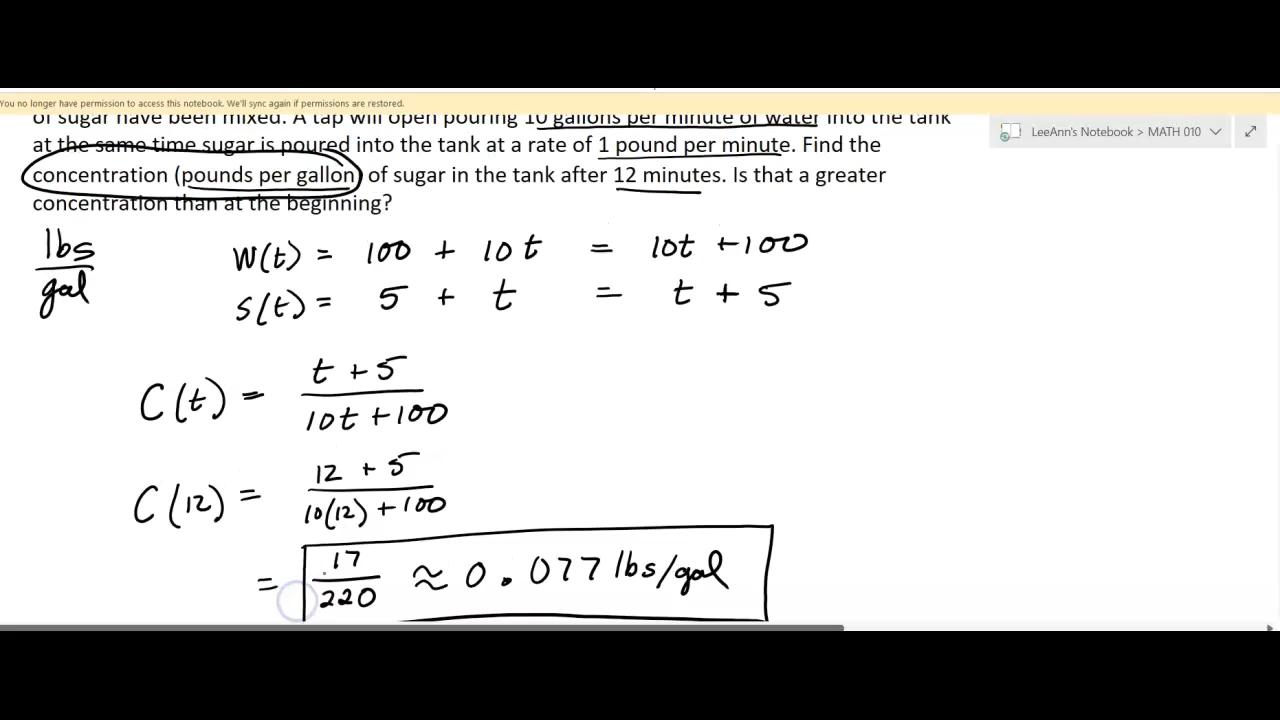 You no longer have permission to access this notebook. We'll sync again if permissions are restored.
of sugar have been mixed. A tap will open pouring 10 gallons per minute of water into the tank
LeeAnn's Notebook > MATH 010
at the same time sugar is poured into the tank at a rate of 1 pound per minute. Find the
concentration (pounds per gallon) of sugar in the tank after 12 minutes. Is that a greater
concentration than at the beginning?
lbs
gal
W(t) = 100 + 10t = 10t + 100
S(t) = 5 + t = t + 5
C(t) =
t + 5
10t + 100
C(12) =
12 + 5
10(12) + 100
=
17
220
≈ 0.077 lbs/gal